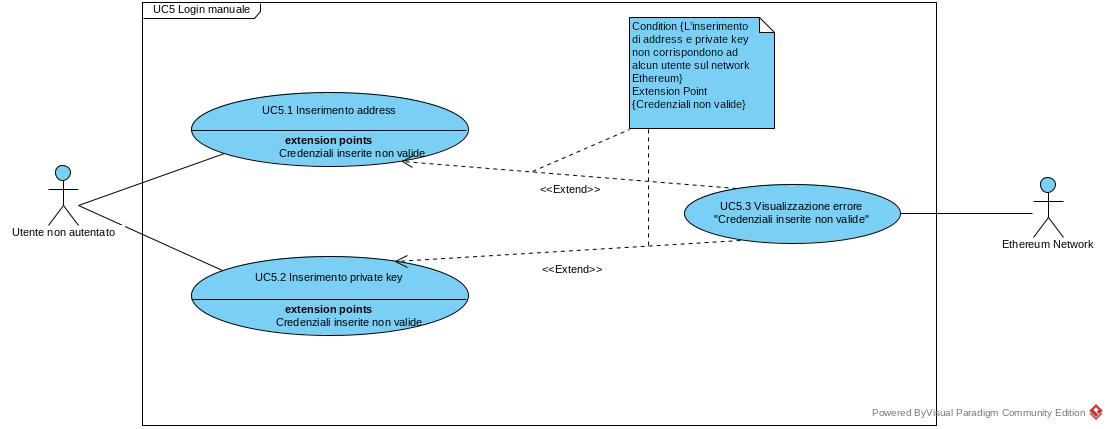 UC5 Login manuale
Condition {L'inserimento
di address e private key
non corrispondono ad
alcun utente sul network
Ethereum}
Extension Point
{Credenziali non valide}
UC5.1 Inserimento address
extension points
Credenziali inserite non valide
<<Extend>>
UC5.3 Visualizzazione errore
"Credenziali inserite non valide"
Utente non autentato
Ethereum Network
<<Extend>>
UC5.2 Inserimento private key
extension points
Credenziali inserite non valide
Powered ByVisual Paradigm Community Edition